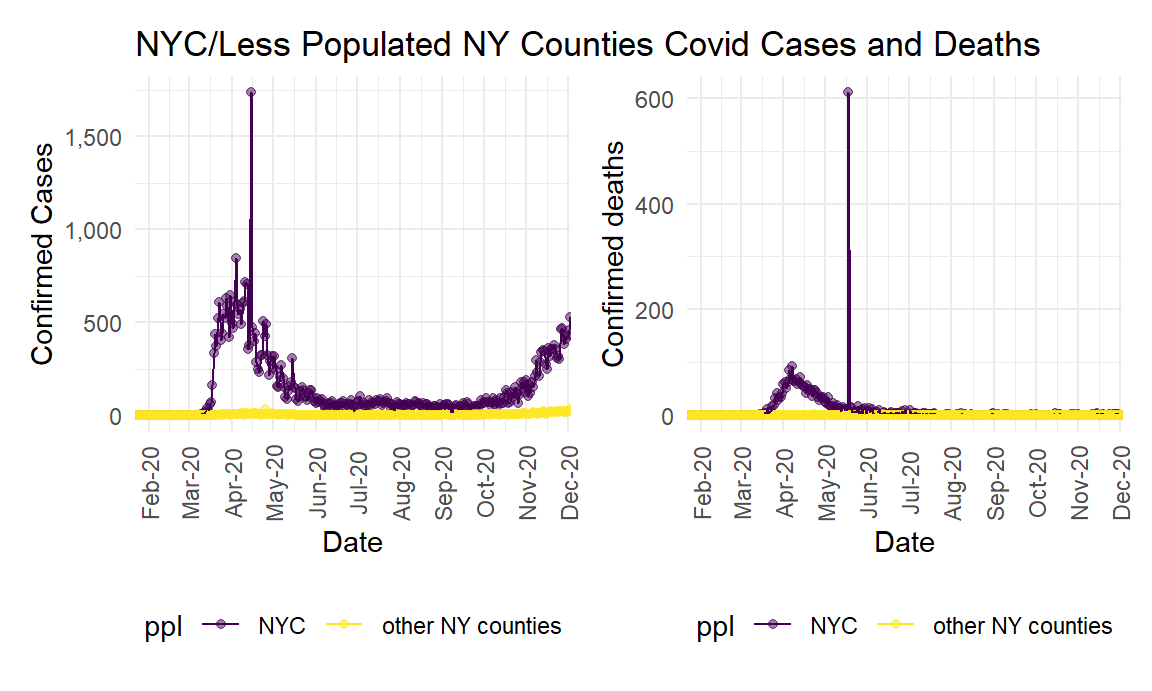 NYC/Less Populated NY Counties Covid Cases and Deaths
Confirmed Cases
1,500
1,000
500
0
Feb-20
Mar-20
Apr-20
May-20
Jun-20
Jul-20
Aug-20
Sep-20
Oct-20
Nov-20
Dec-20
Date
ppl NYC other NY counties
Confirmed deaths
600
400
200
0
Feb-20
Mar-20
Apr-20
May-20
Jun-20
Jul-20
Aug-20
Sep-20
Oct-20
Nov-20
Dec-20
Date
ppl NYC other NY counties